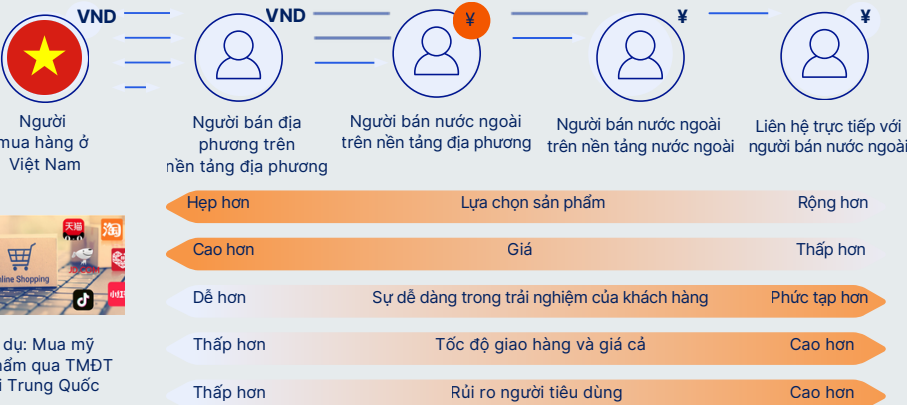 VND
VND
¥
¥
¥
Người
mua hàng ở
Việt Nam
Người bán địa
phương trên
nền tảng địa phương
Người bán nước ngoài
trên nền tảng địa phương
Người bán nước ngoài
trên nền tảng nước ngoài
Liên hệ trực tiếp với
người bán nước ngoài
Hẹp hơn Lựa chọn sản phẩm Rộng hơn
Cao hơn Giá Thấp hơn
Dễ hơn Sự dễ dàng trong trải nghiệm của khách hàng Phức tạp hơn
Thấp hơn Tốc độ giao hàng và giá cả Cao hơn
Thấp hơn Rủi ro người tiêu dùng Cao hơn
天猫
淘
Shopping
dụ: Mua mỹ
phẩm qua TMĐT
Trung Quốc